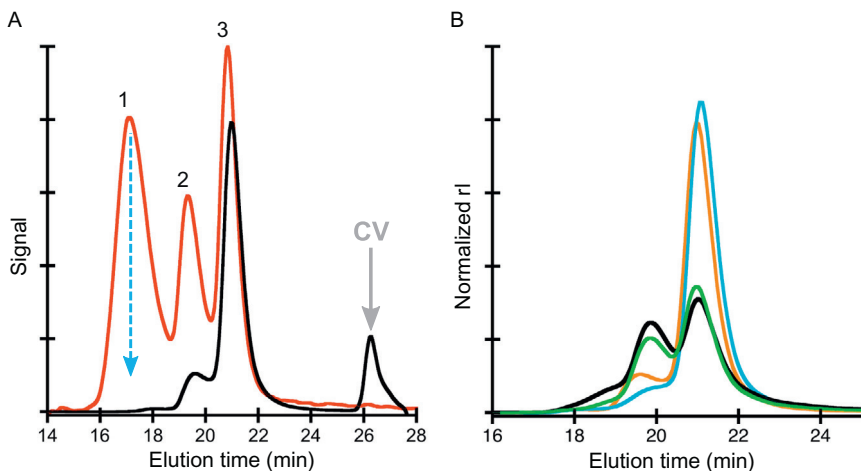 A
3
1
2
CV
Signal
14 16 18 20 22 24 26 28
Elution time (min)
B
Normalized rI
16 20 22 24
Elution time (min)